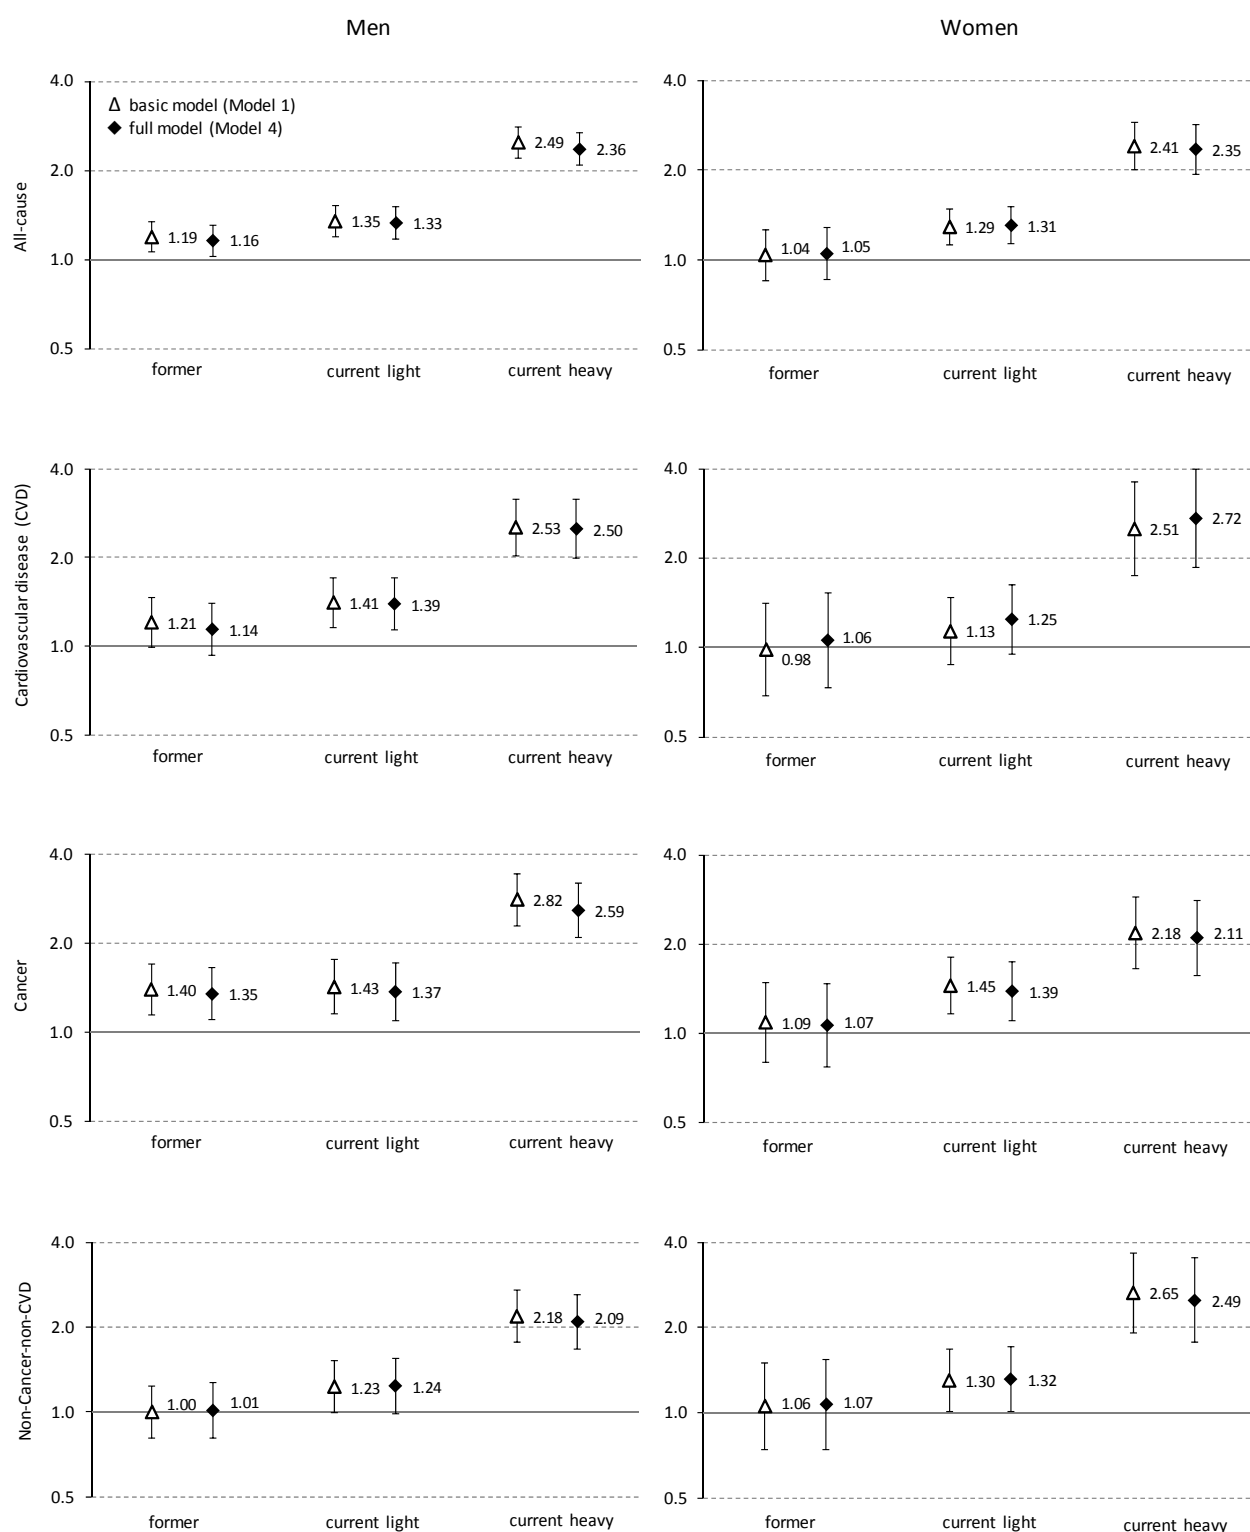 Men
Women
All-cause
4.0
2.0
1.0
0.5
basic model (Model 1)
full model (Model 4)
1.19
1.16
1.35
1.33
2.49
2.36
former
current light
current heavy
4.0
2.0
1.0
0.5
1.04
1.05
1.29
1.31
2.41
2.35
former
current light
current heavy
Cardiovascular disease (CVD)
4.0
2.0
1.0
0.5
1.21
1.14
1.41
1.39
2.53
2.50
former
current light
current heavy
4.0
2.0
1.0
0.5
0.98
1.06
1.13
1.25
2.51
2.72
former
current light
current heavy
Cancer
4.0
2.0
1.0
0.5
1.40
1.35
1.43
1.37
2.82
2.59
former
current light
current heavy
4.0
2.0
1.0
0.5
1.09
1.07
1.45
1.39
2.18
2.11
former
current light
current heavy
Non-Cancer-non-CVD
4.0
2.0
1.0
0.5
1.00
1.01
1.23
1.24
2.18
2.09
former
current light
current heavy
4.0
2.0
1.0
0.5
1.06
1.07
1.30
1.32
2.65
2.49
former
current light
current heavy